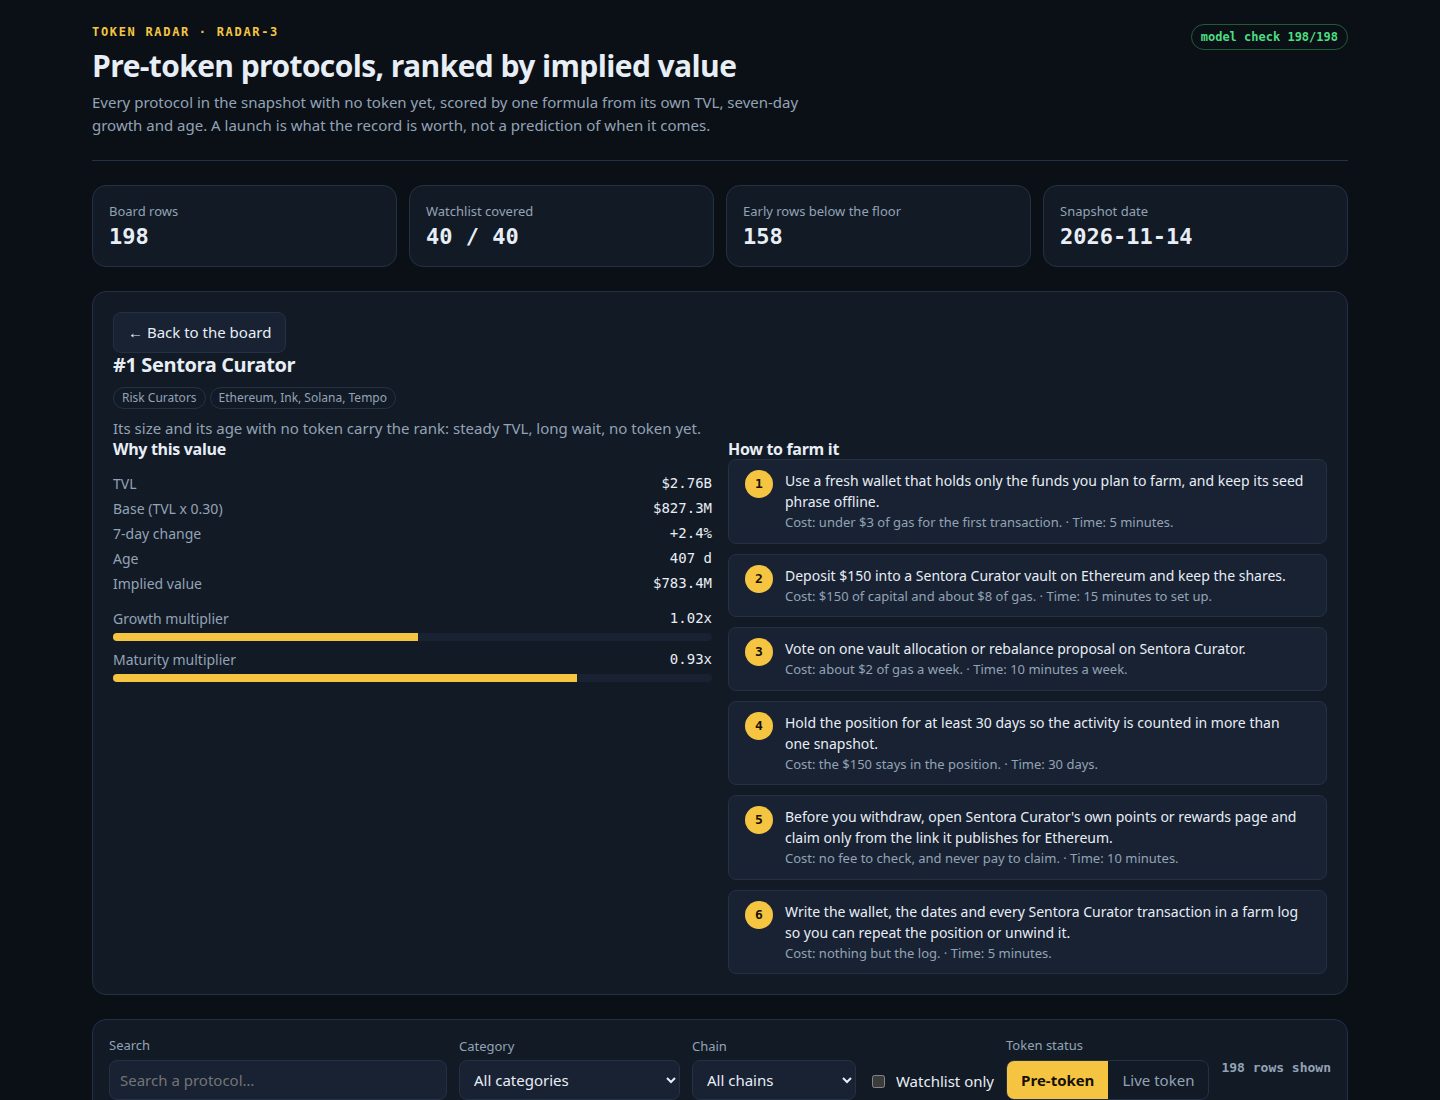 TOKEN RADAR · RADAR-3
model check 198/198
Pre-token protocols, ranked by implied value
Every protocol in the snapshot with no token yet, scored by one formula from its own TVL, seven-day
growth and age. A launch is what the record is worth, not a prediction of when it comes.
Board rows
198
Watchlist covered
40 / 40
Early rows below the floor
158
Snapshot date
2026-11-14
← Back to the board
#1 Sentora Curator
Risk Curators
Ethereum, Ink, Solana, Tempo
Its size and its age with no token carry the rank: steady TVL, long wait, no token yet.
Why this value
TVL $2.76B
Base (TVL x 0.30) $827.3M
7-day change +2.4%
Age 407 d
Implied value $783.4M
Growth multiplier 1.02x
Maturity multiplier 0.93x
How to farm it
1 Use a fresh wallet that holds only the funds you plan to farm, and keep its seed
phrase offline.
Cost: under $3 of gas for the first transaction. · Time: 5 minutes.
2 Deposit $150 into a Sentora Curator vault on Ethereum and keep the shares.
Cost: $150 of capital and about $8 of gas. · Time: 15 minutes to set up.
3 Vote on one vault allocation or rebalance proposal on Sentora Curator.
Cost: about $2 of gas a week. · Time: 10 minutes a week.
4 Hold the position for at least 30 days so the activity is counted in more than
one snapshot.
Cost: the $150 stays in the position. · Time: 30 days.
5 Before you withdraw, open Sentora Curator's own points or rewards page and
claim only from the link it publishes for Ethereum.
Cost: no fee to check, and never pay to claim. · Time: 10 minutes.
6 Write the wallet, the dates and every Sentora Curator transaction in a farm log
so you can repeat the position or unwind it.
Cost: nothing but the log. · Time: 5 minutes.
Search
Search a protocol...
Category
All categories
Chain
All chains
Watchlist only
Token status
Pre-token
Live token
198 rows shown